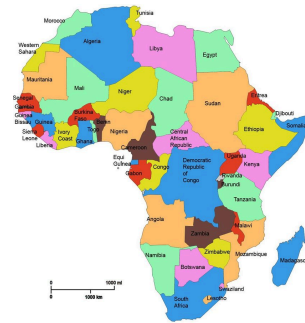 Tunisia
Morocco
Algeria
Libya
Egypt
Western
Sahara
Mauritania
Mali
Niger
Chad
Sudan
Eritrea
Djibouti
Senegal
Gambia
Guinea
Bissau
Guinea
Burkina
Faso
Benin
Togo
Nigeria
Ethiopia
Somalia
Sierra
Leone
Liberia
Ivory
Coast
Ghana
Cameroon
Central
African
Republic
Equi
Guinea
Gabon
Congo
Democratic
Republic
of
Congo
Uganda
Kenya
Rwanda
Burundi
Tanzania
Angola
Zambia
Malawi
Mozambique
Zimbabwe
Namibia
Botswana
Madagasc
Swaziland
South
Africa
Lesotho
0 1000 mi
0 1000 km